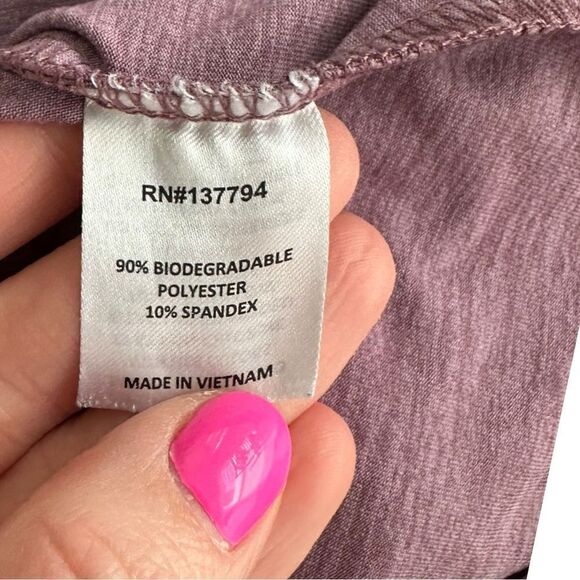 RN#137794
90% BIODEGRADABLE
POLYESTER
10% SPANDEX
MADE IN VIETNAM